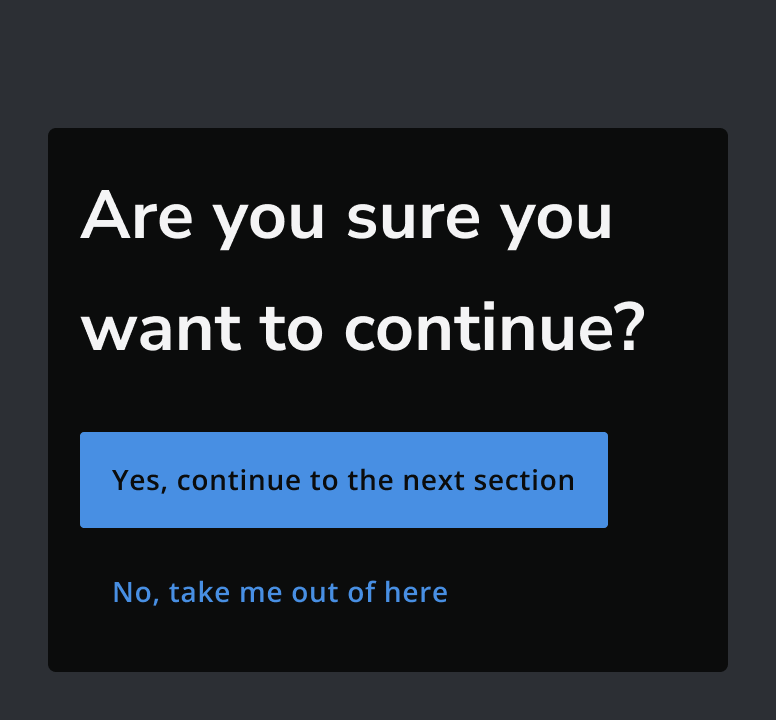 Are you sure you
want to continue?
Yes, continue to the next section
No, take me out of here